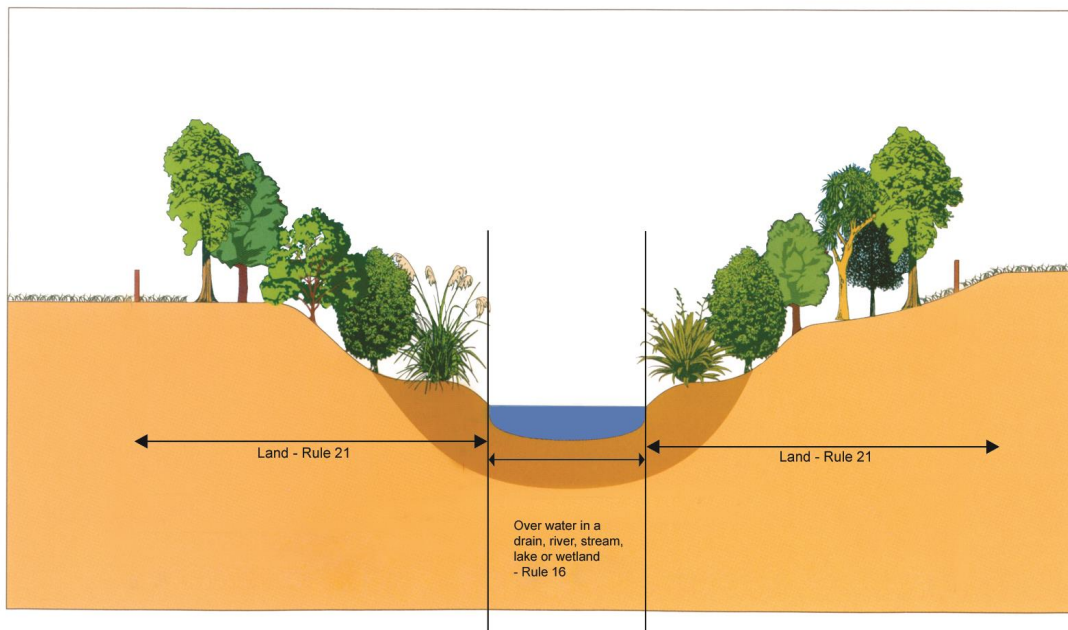 Land - Rule 21
Land - Rule 21
Over water in a
drain, river, stream,
lake or wetland
- Rule 16